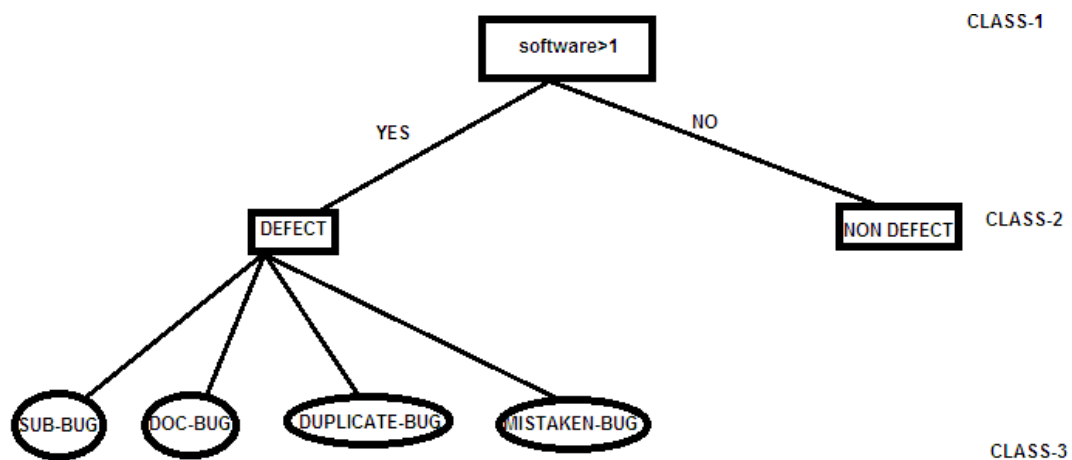 CLASS-1
software>1
YES
NO
DEFECT
NON DEFECT
CLASS-2
SUB-BUG
DOC-BUG
DUPLICATE-BUG
MISTAKEN-BUG
CLASS-3